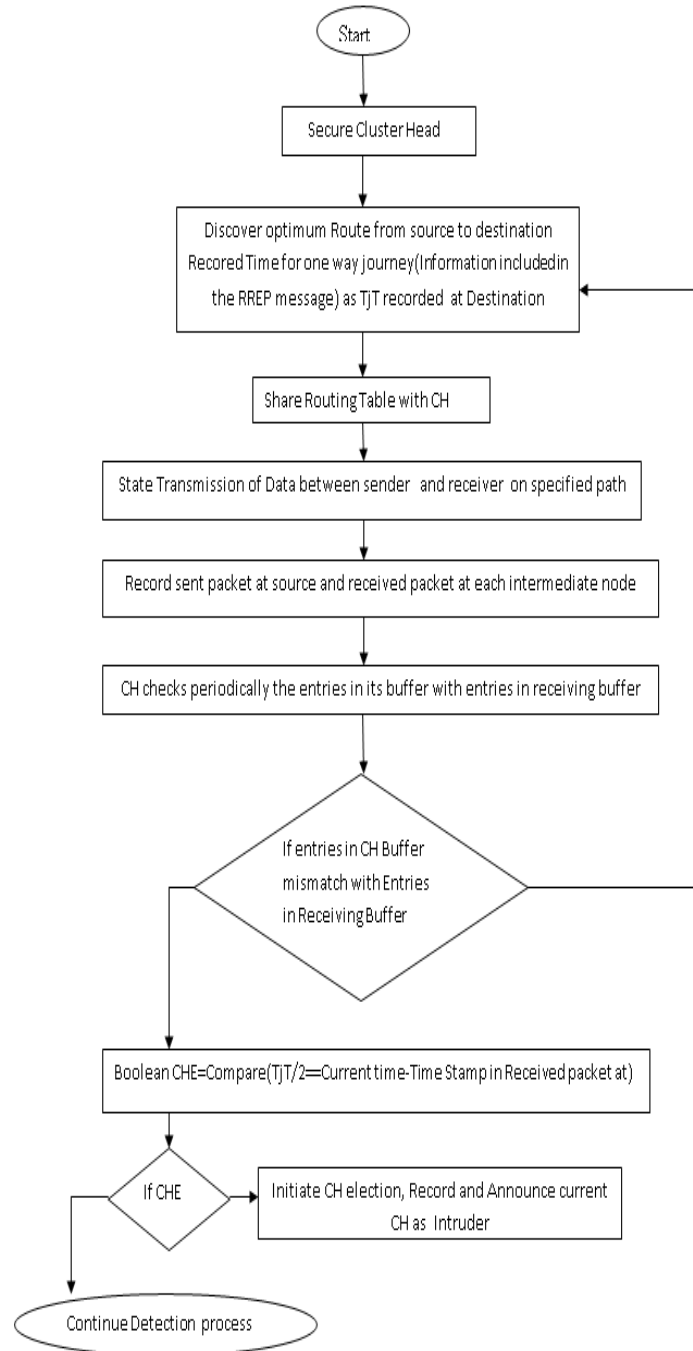 Start
Secure Cluster Head
Discover optimum Route from source to destination
Recored Time for one way journey(Information included in
the RREP message) as TjT recorded at Destination
Share Routing Table with CH
State Transmission of Data between sender and receiver on specified path
Record sent packet at source and received packet at each intermediate node
CH checks periodically the entries in its buffer with entries in receiving buffer
If entries in CH Buffer
mismatch with Entries
in Receiving Buffer
Boolean CHE=Compare(TjT/2==Current time-Time Stamp in Received packet at)
If CHE
Initiate CH election, Record and Announce current
CH as Intruder
Continue Detection process